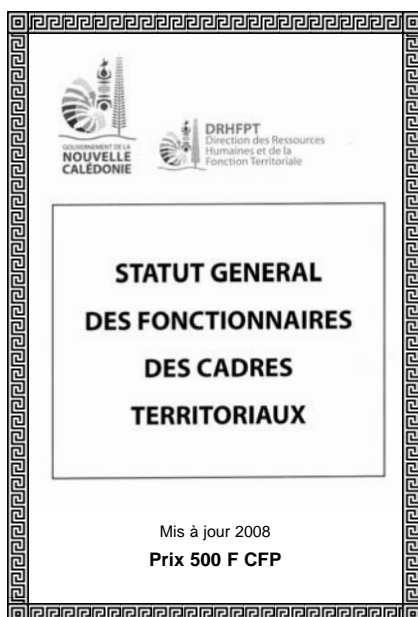 GOUVERNEMENT DE LA
NOUVELLE
CALÉDONIE
DRHFPT
Direction des Ressources
Humaines et de la
Fonction Territoriale
STATUT GENERAL
DES FONCTIONNAIRES
DES CADRES
TERRITORIAUX
Mis à jour 2008
Prix 500 F CFP